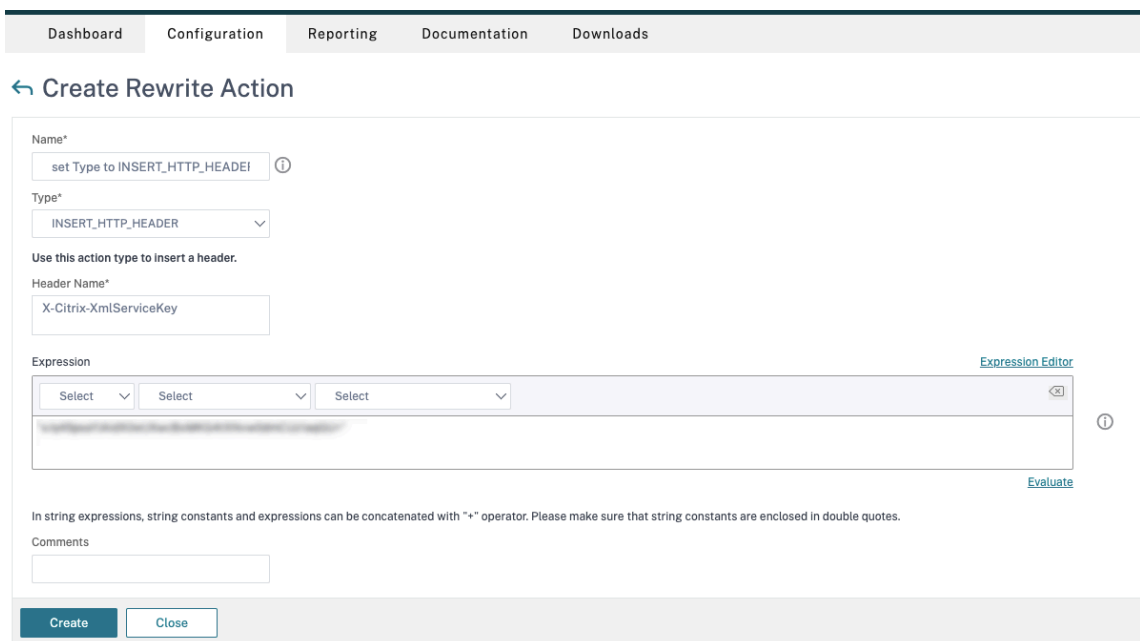 Dashboard Configuration Reporting Documentation Downloads
Create Rewrite Action
Name*
set Type to INSERT_HTTP_HEADER
Type*
INSERT_HTTP_HEADER
Use this action type to insert a header.
Header Name*
X-Citrix-XmlServiceKey
Expression Expression Editor
Select Select Select
Evaluate
In string expressions, string constants and expressions can be concatenated with "+" operator. Please make sure that string constants are enclosed in double quotes.
Comments
Create Close